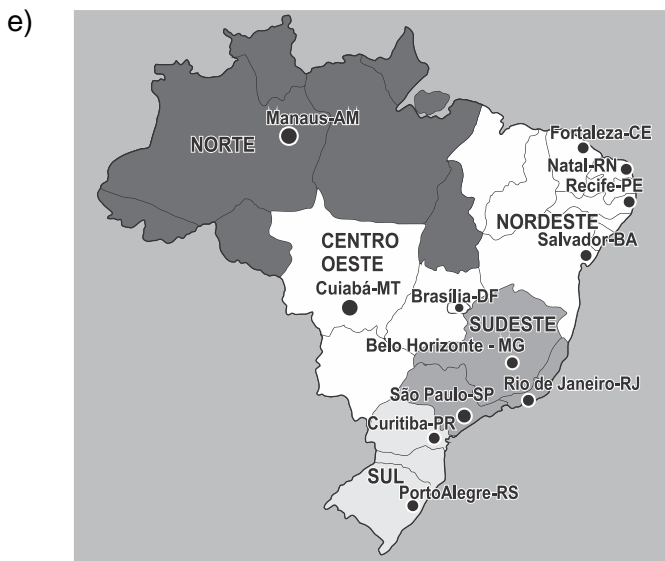 e)
Manaus-AM
NORTE
Fortaleza-CE
Natal-RN
Recife-PE
NORDESTE
Salvador-BA
CENTRO
OESTE
Cuiabá-MT
Brasília-DF
SUDESTE
Belo Horizonte - MG
Rio de Janeiro-RJ
São Paulo-SP
Curitiba-PR
SUL
PortoAlegre-RS